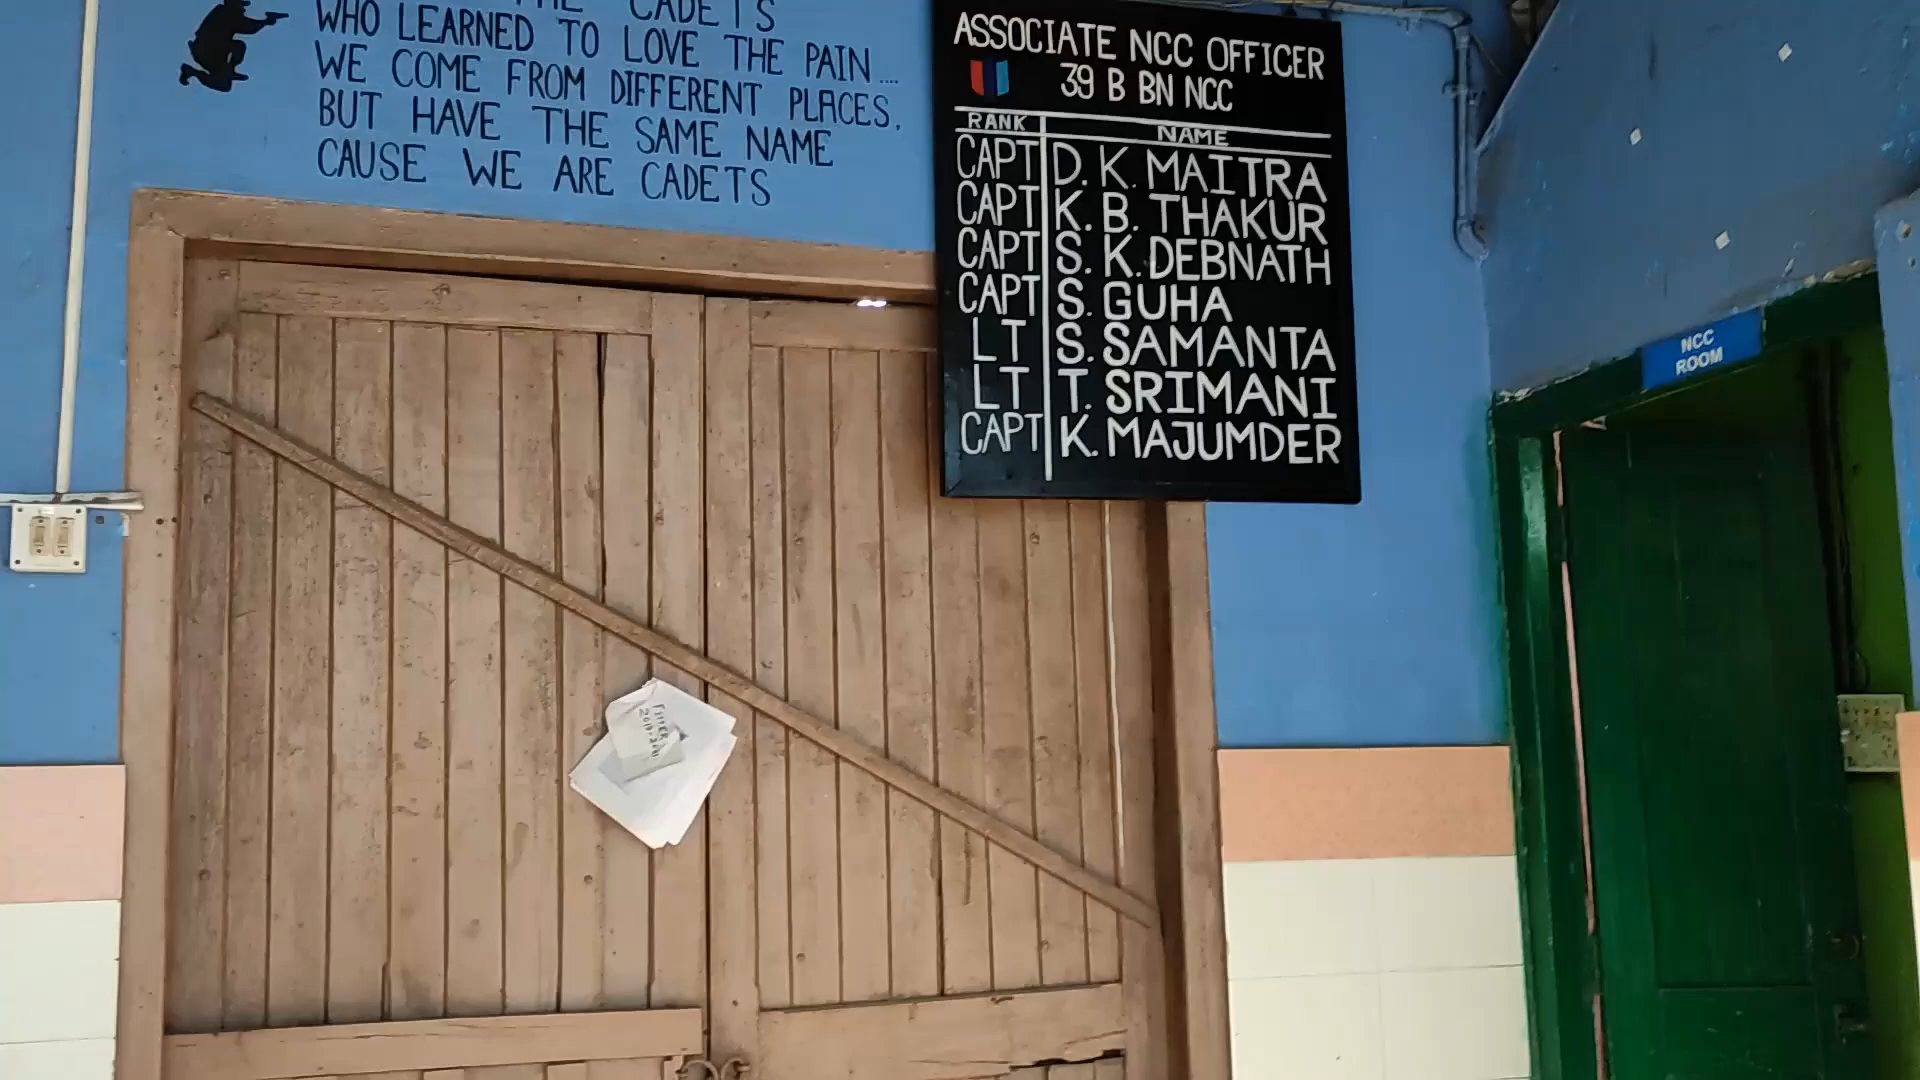 THE CADETS
WHO LEARNED TO LOVE THE PAIN....
WE COME FROM DIFFERENT PLACES,
BUT HAVE THE SAME NAME
CAUSE WE ARE CADETS
ASSOCIATE NCC OFFICER
39 B BN NCC
RANK NAME
CAPT D. K. MAITRA
CAPT K. B. THAKUR
CAPT S. K. DEBNATH
CAPT S. GUHA
LT S. SAMANTA
LT T. SRIMANI
CAPT K. MAJUMDER
NCC
ROOM